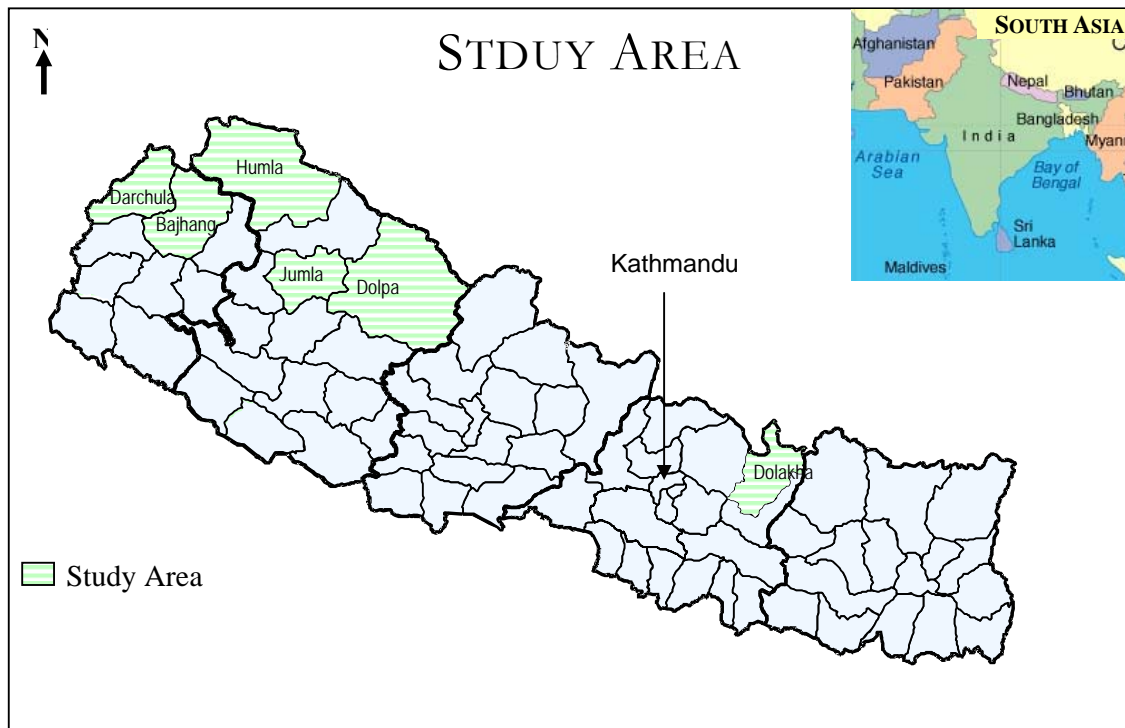 N
STDUY AREA
SOUTH ASIA
Afghanistan
Pakistan
Nepal
Bhutan
Bangladesh
India
Myan
Arabian
Sea
Bay of
Bengal
Sri
Lanka
Maldives
Humla
Darchula
Bajhang
Jumla
Dolpa
Kathmandu
Dolakha
Study Area